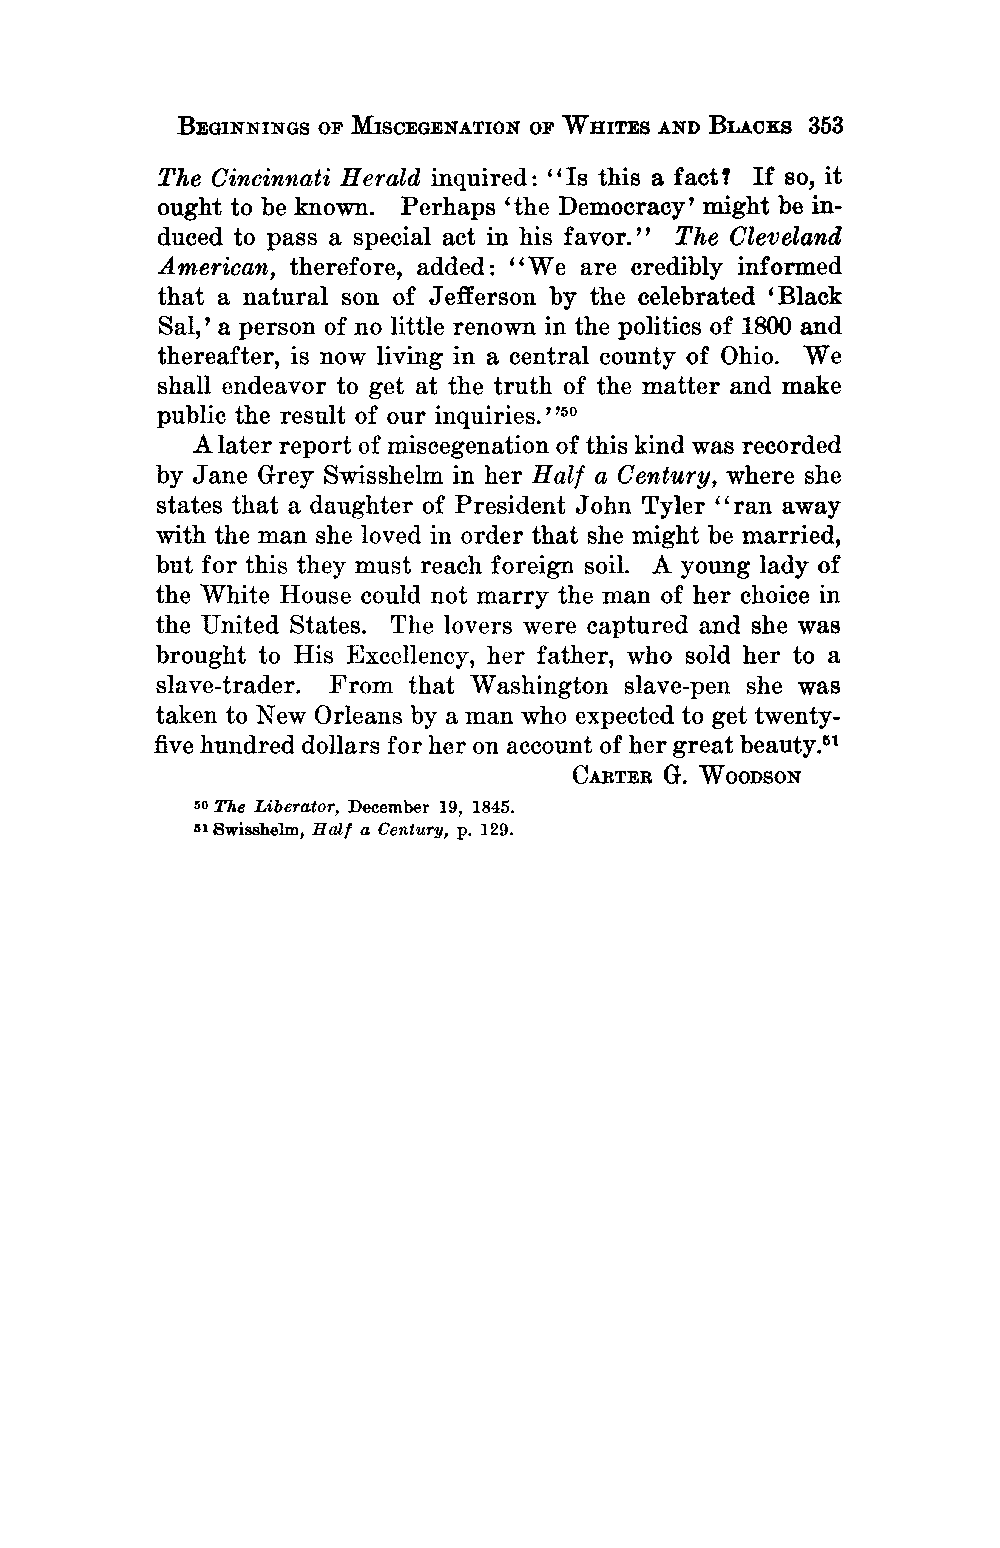 BEGINNINGS OF MISCEGENATION OF WHITES AND BLACKS 353
The Cincinnati Herald inquired: “Is this a fact? If so, it
ought to be known. Perhaps ‘the Democracy’ might be in-
duced to pass a special act in his favor.” The Cleveland
American, therefore, added: “We are credibly informed
that a natural son of Jefferson by the celebrated ‘Black
Sal,’ a person of no little renown in the politics of 1800 and
thereafter, is now living in a central county of Ohio. We
shall endeavor to get at the truth of the matter and make
public the result of our inquiries.”50
A later report of miscegenation of this kind was recorded
by Jane Grey Swisshelm in her Half a Century, where she
states that a daughter of President John Tyler “ran away
with the man she loved in order that she might be married,
but for this they must reach foreign soil. A young lady of
the White House could not marry the man of her choice in
the United States. The lovers were captured and she was
brought to His Excellency, her father, who sold her to a
slave-trader. From that Washington slave-pen she was
taken to New Orleans by a man who expected to get twenty-
five hundred dollars for her on account of her great beauty.51
CARTER G. WOODSON
50 The Liberator, December 19, 1845.
51 Swisshelm, Half a Century, p. 129.